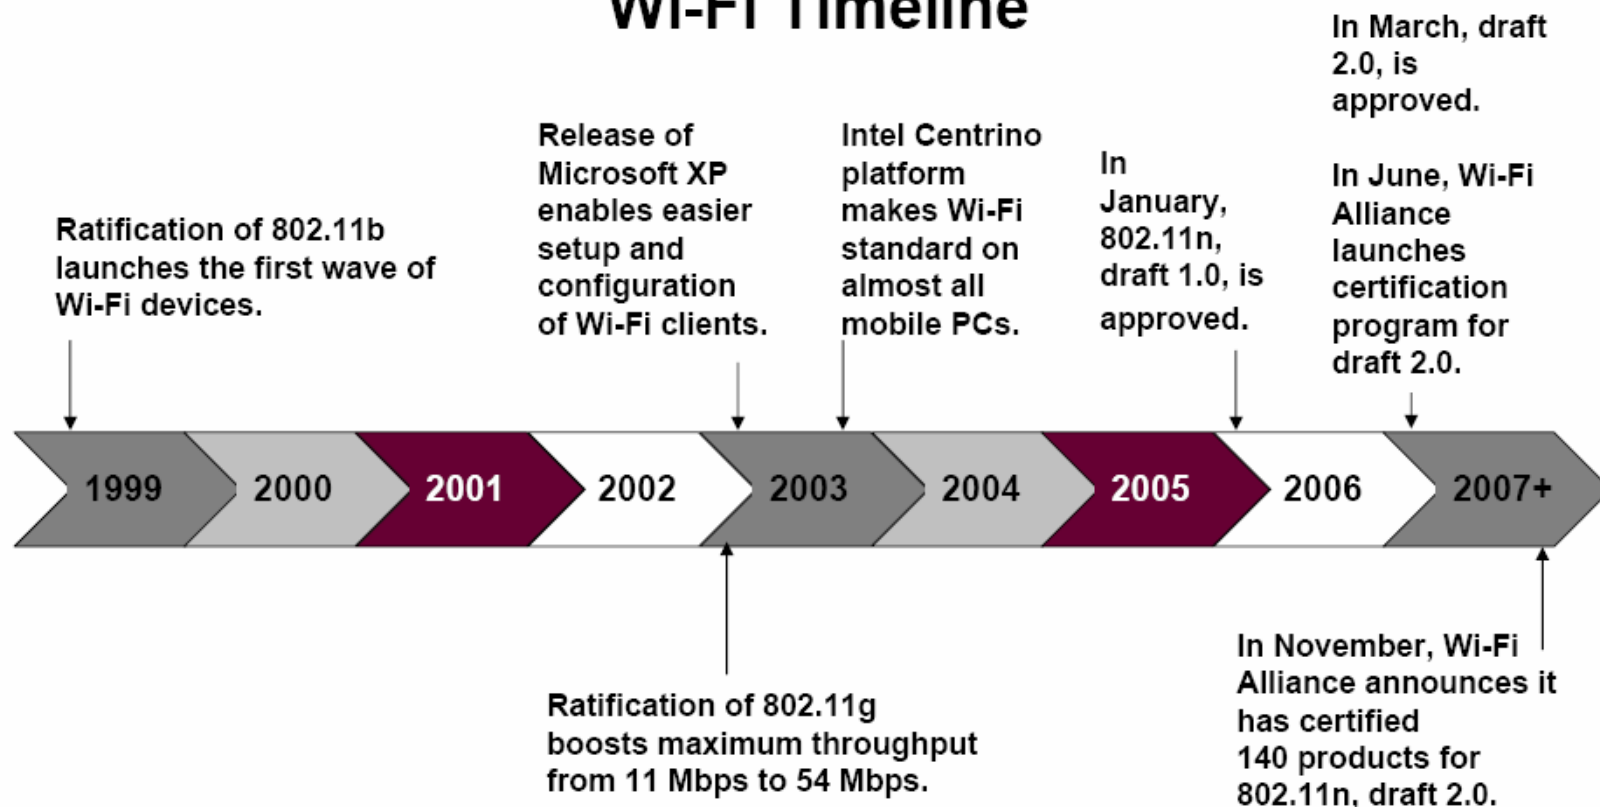 Wi-Fi Timeline
In March, draft
2.0, is
approved.
In June, Wi-Fi
Alliance
launches
certification
program for
draft 2.0.
Release of
Microsoft XP
enables easier
setup and
configuration
of Wi-Fi clients.
Intel Centrino
platform
makes Wi-Fi
standard on
almost all
mobile PCs.
In
January,
802.11n,
draft 1.0, is
approved.
Ratification of 802.11b
launches the first wave of
Wi-Fi devices.
1999 2000 2001 2002 2003 2004 2005 2006 2007+
Ratification of 802.11g
boosts maximum throughput
from 11 Mbps to 54 Mbps.
In November, Wi-Fi
Alliance announces it
has certified
140 products for
802.11n, draft 2.0.